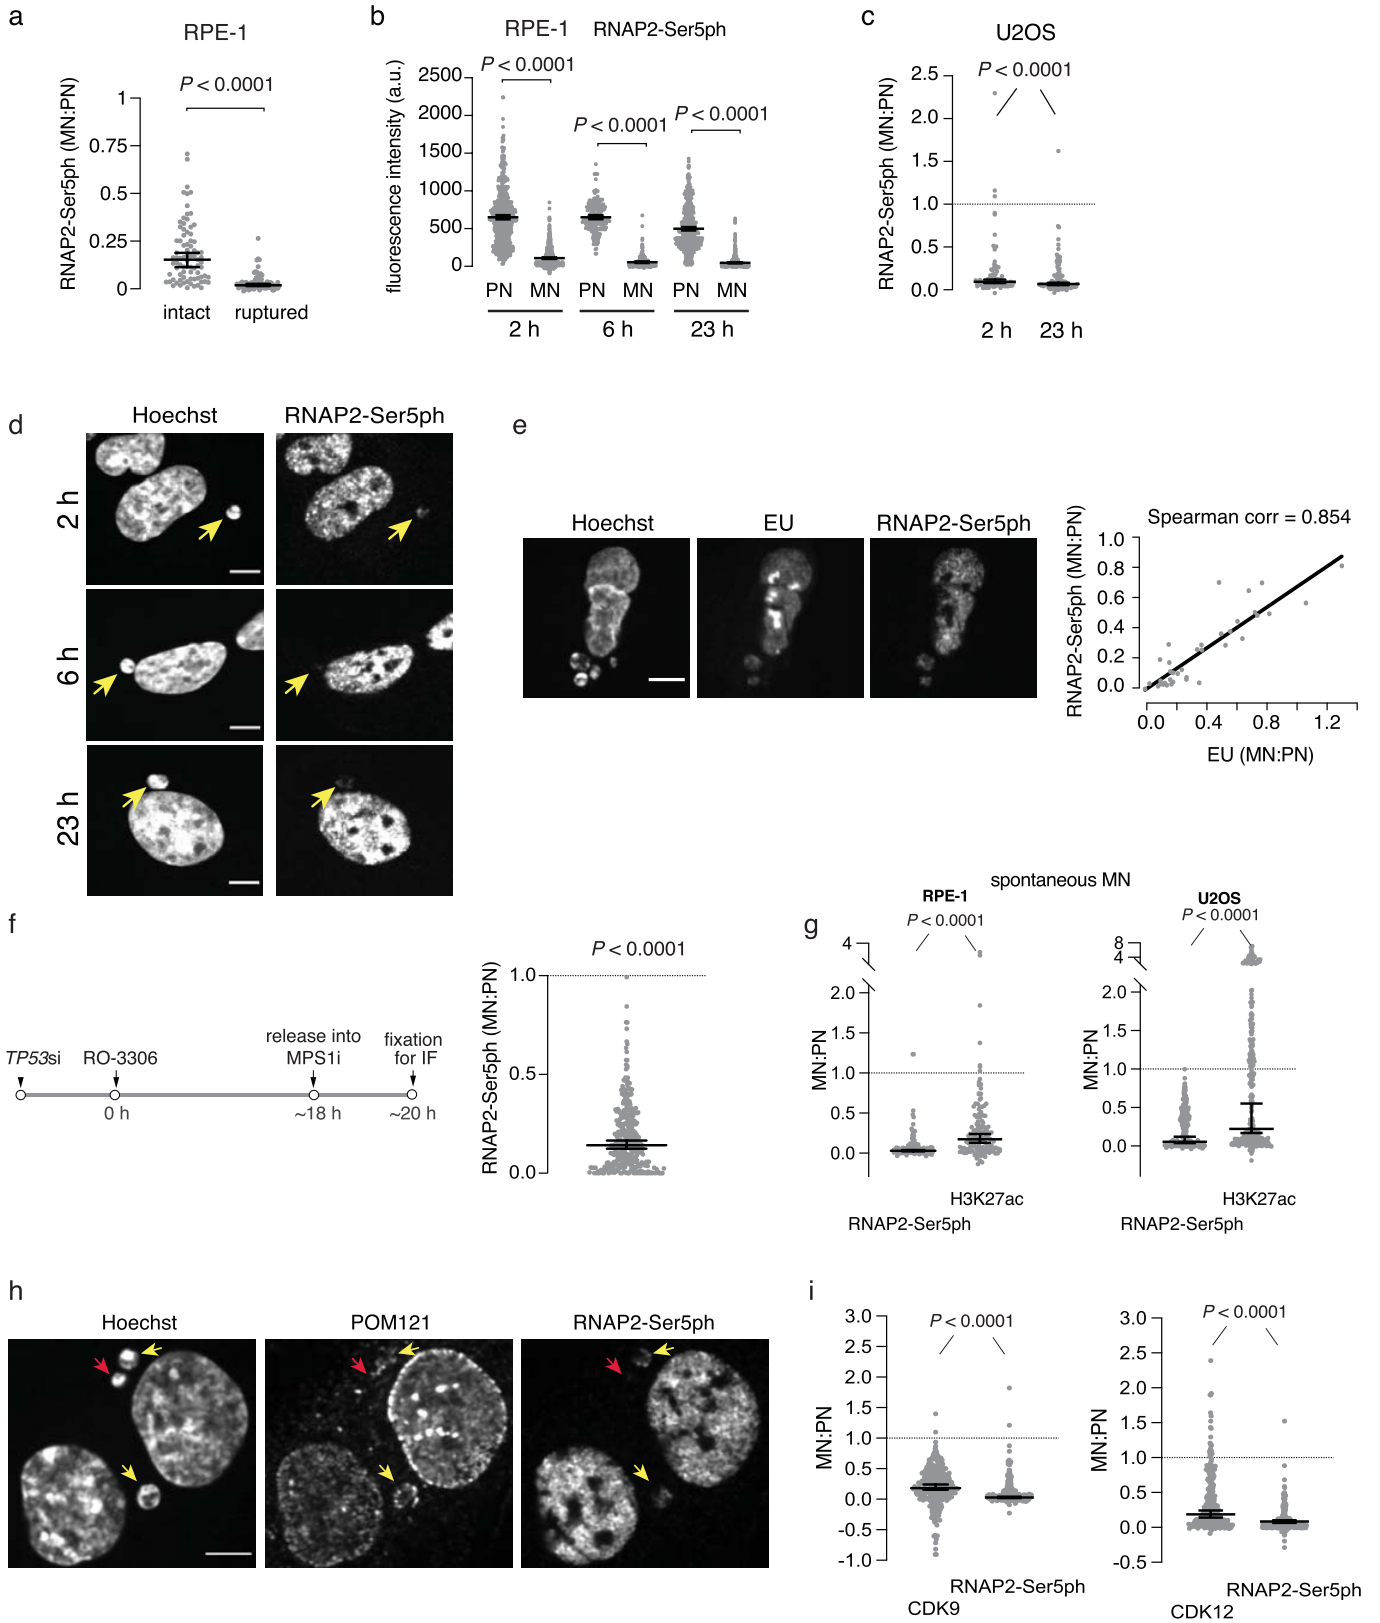 a
RPE-1
P < 0.0001
RNAP2-Ser5ph (MN:PN)
1
0.75
0.5
0.25
0
intact
ruptured
b
RPE-1
RNAP2-Ser5ph
P < 0.0001
P < 0.0001
P < 0.0001
fluorescence intensity (a.u.)
2500
2000
1500
1000
500
0
PN
MN
PN
MN
PN
MN
2 h
6 h
23 h
c
U2OS
P < 0.0001
RNAP2-Ser5ph (MN:PN)
2.5
2.0
1.5
1.0
0.5
0.0
2 h
23 h
d
Hoechst
RNAP2-Ser5ph
2 h
6 h
23 h
e
Hoechst
EU
RNAP2-Ser5ph
Spearman corr = 0.854
RNAP2-Ser5ph (MN:PN)
1.0
0.8
0.6
0.4
0.2
0.0
0.0
0.4
0.8
1.2
EU (MN:PN)
f
TP53si
RO-3306
release into
MPS1i
fixation
for IF
0 h
~18 h
~20 h
P < 0.0001
RNAP2-Ser5ph (MN:PN)
1.0
0.5
0.0
g
spontaneous MN
RPE-1
P < 0.0001
MN:PN
4
2.0
1.5
1.0
0.5
0.0
H3K27ac
RNAP2-Ser5ph
U2OS
P < 0.0001
MN:PN
8
4
2.0
1.5
1.0
0.5
0.0
H3K27ac
RNAP2-Ser5ph
h
Hoechst
POM121
RNAP2-Ser5ph
i
P < 0.0001
MN:PN
3.0
2.5
2.0
1.5
1.0
0.5
0.0
-0.5
-1.0
RNAP2-Ser5ph
CDK9
P < 0.0001
MN:PN
3.0
2.5
2.0
1.5
1.0
0.5
0.0
-0.5
RNAP2-Ser5ph
CDK12